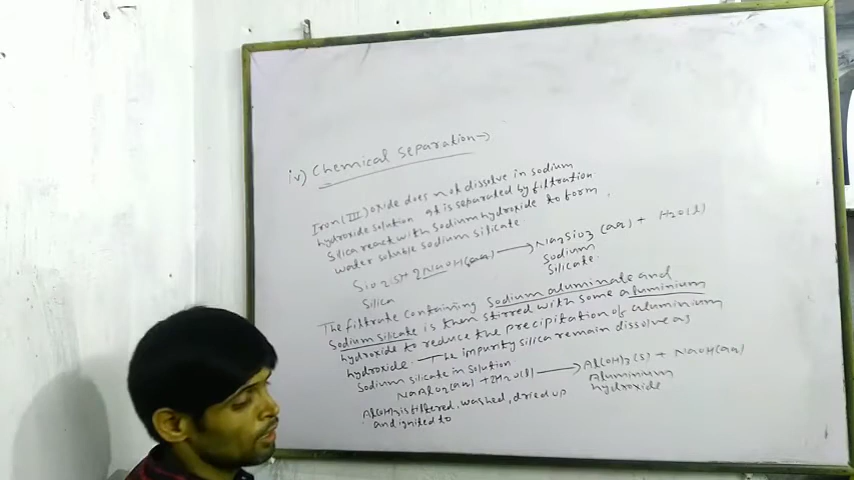 iv) Chemical separation →
Iron (III) oxide does not dissolve in sodium
hydroxide solution It is separated by filtration
Silica react with sodium hydroxide to form
water soluble sodium silicate
SiO2(s)+ 2NaOH(aq) → Na2SiO3 (aq) + H2O(l)
Silica
Sodium
Silicate
The filtrate containing sodium aluminate and
Sodium silicate is then stirred with some aluminium
hydroxide to reduce the precipitation of aluminium
hydroxide. The impurity silica remain dissolve as
Sodium silicate in solution
NaAlO2(aq) + 2H2O(l) → Al(OH)3(s) + NaOH(aq)
Aluminium
hydroxide
Al(OH)3 is filtered, washed, dried up
and ignited to